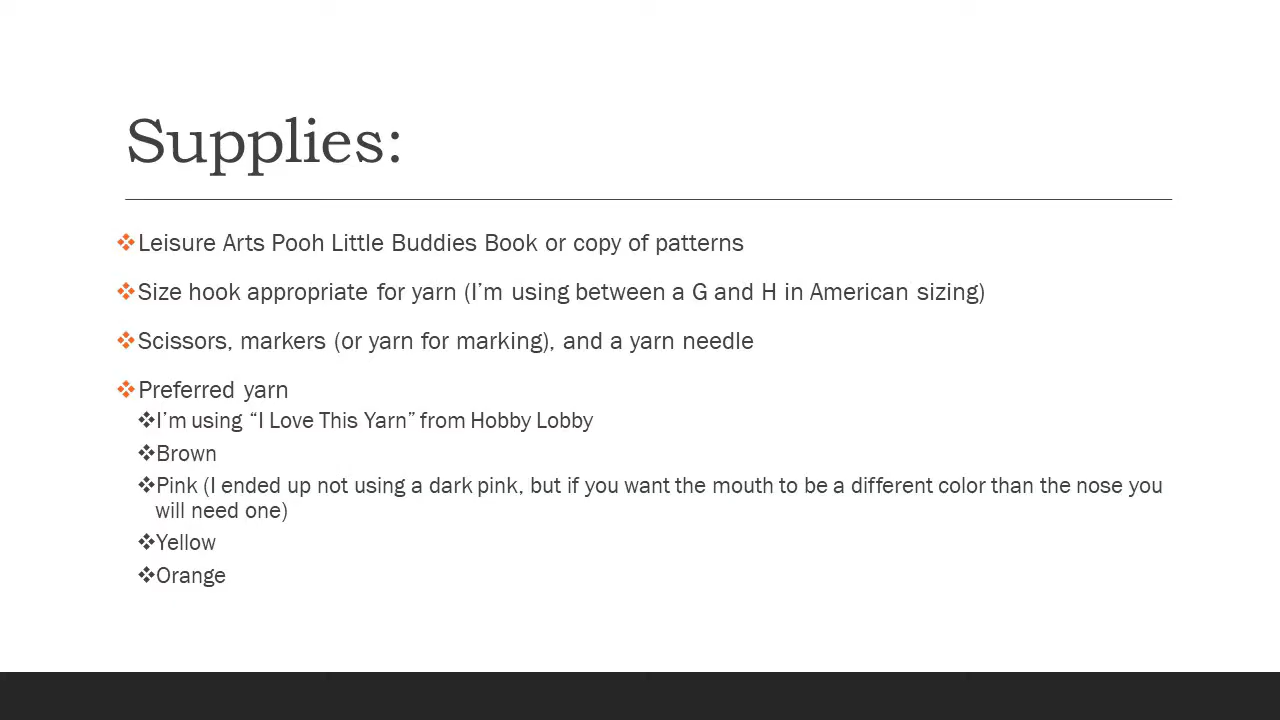 Supplies:
❖Leisure Arts Pooh Little Buddies Book or copy of patterns
❖Size hook appropriate for yarn (I’m using between a G and H in American sizing)
❖Scissors, markers (or yarn for marking), and a yarn needle
❖Preferred yarn
❖I’m using “I Love This Yarn” from Hobby Lobby
❖Brown
❖Pink (I ended up not using a dark pink, but if you want the mouth to be a different color than the nose you
will need one)
❖Yellow
❖Orange